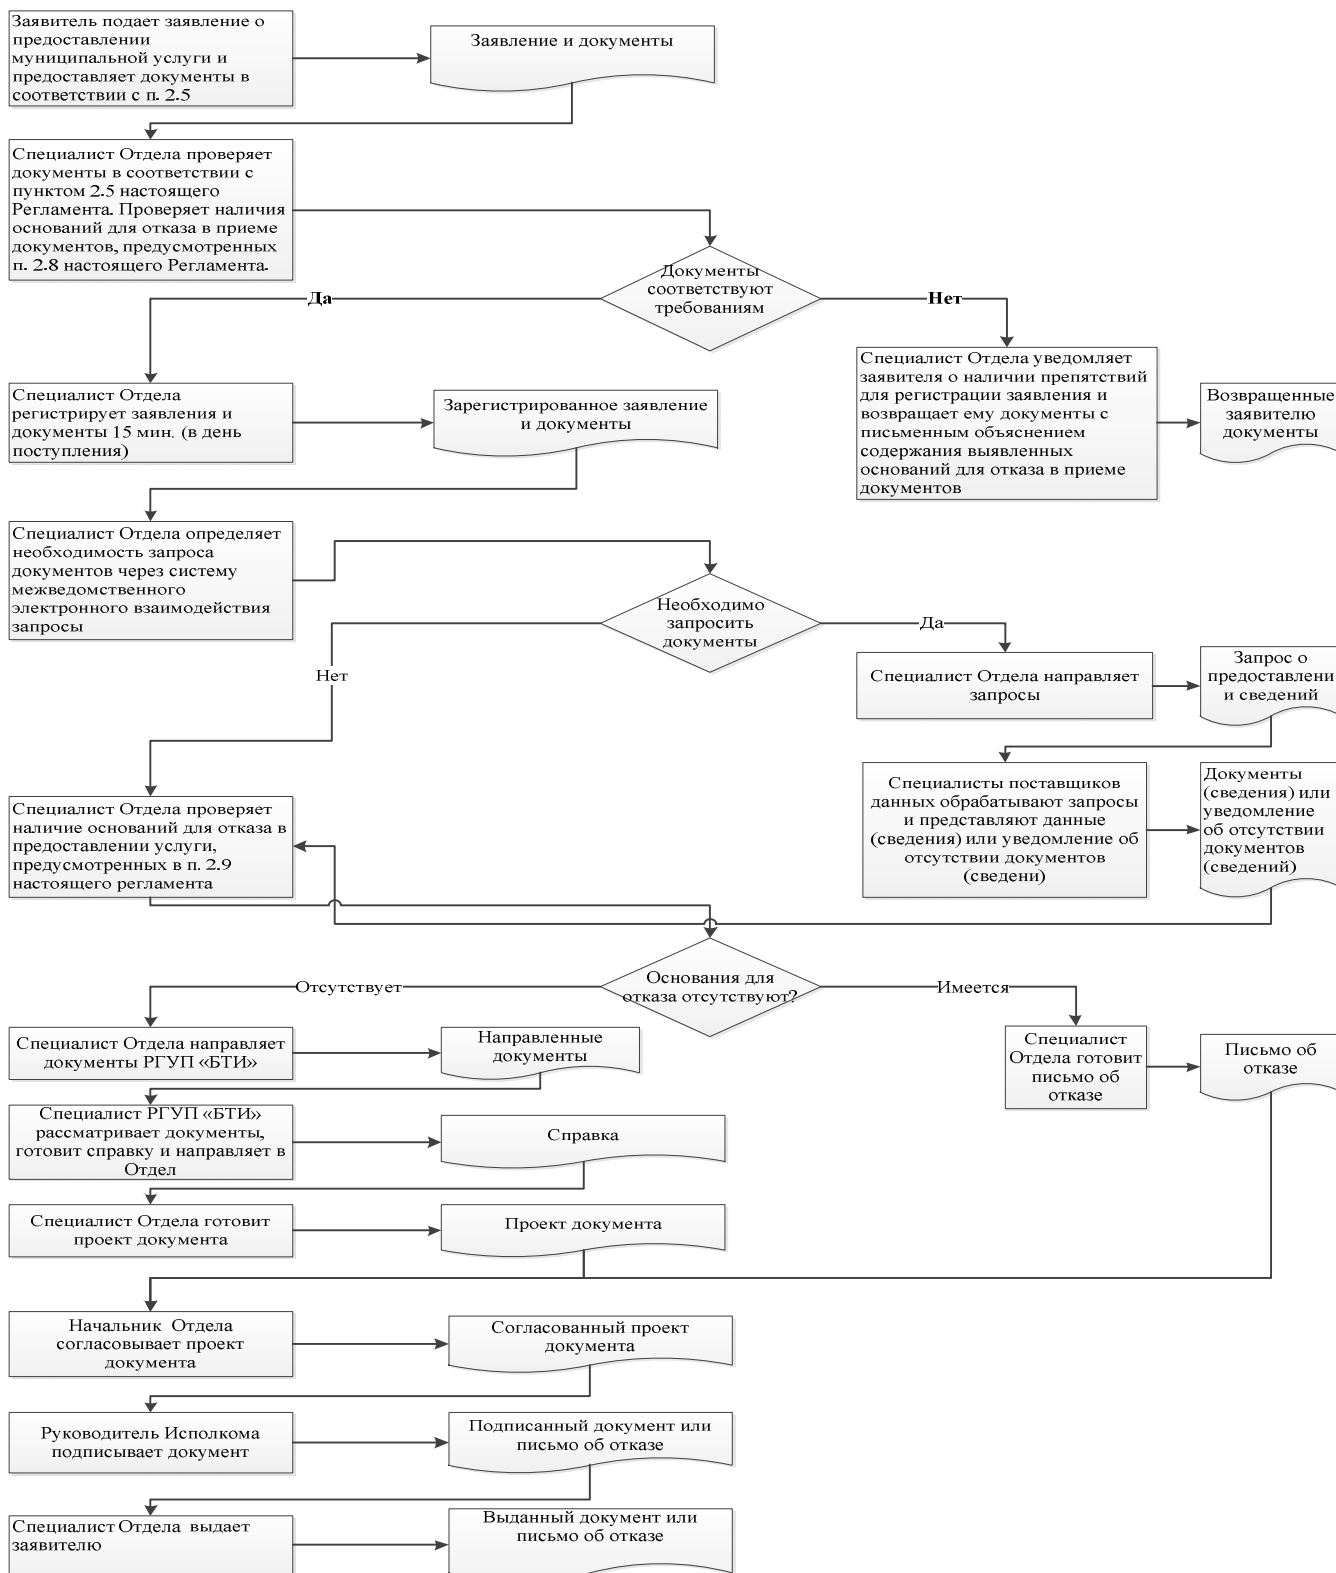 Заявитель подает заявление о
предоставлении
муниципальной услуги и
предоставляет документы в
соответствии с п. 2.5
Заявление и документы
Специалист Отдела проверяет
документы в соответствии с
пунктом 2.5 настоящего
Регламента. Проверяет наличия
оснований для отказа в приеме
документов, предусмотренных
п. 2.8 настоящего Регламента.
Документы
соответствуют
требованиям
Да
Нет
Специалист Отдела
регистрирует заявления и
документы 15 мин. (в день
поступления)
Зарегистрированное заявление
и документы
Специалист Отдела уведомляет
заявителя о наличии препятствий
для регистрации заявления и
возвращает ему документы с
письменным объяснением
содержания выявленных
оснований для отказа в приеме
документов
Возвращенные
заявителю
документы
Специалист Отдела определяет
необходимость запроса
документов через систему
межведомственного
электронного взаимодействия
запросы
Необходимо
запросить
документы
Да
Нет
Специалист Отдела направляет
запросы
Запрос о
предоставлени
и сведений
Специалисты поставщиков
данных обрабатывают запросы
и представляют данные
(сведения) или уведомление об
отсутствии документов
(сведени)
Документы
(сведения) или
уведомление
об отсутствии
документов
(сведений)
Специалист Отдела проверяет
наличие оснований для отказа в
предоставлении услуги,
предусмотренных в п. 2.9
настоящего регламента
Основания для
отказа отсутствуют?
Отсутствует
Имеется
Специалист Отдела направляет
документы РГУП «БТИ»
Направленные
документы
Специалист
Отдела готовит
письмо об
отказе
Письмо об
отказе
Специалист РГУП «БТИ»
рассматривает документы,
готовит справку и направляет в
Отдел
Справка
Специалист Отдела готовит
проект документа
Проект документа
Начальник  Отдела
согласовывает проект
документа
Согласованный проект
документа
Руководитель Исполкома
подписывает документ
Подписанный документ или
письмо об отказе
Специалист Отдела  выдает
заявителю
Выданный документ или
письмо об отказе